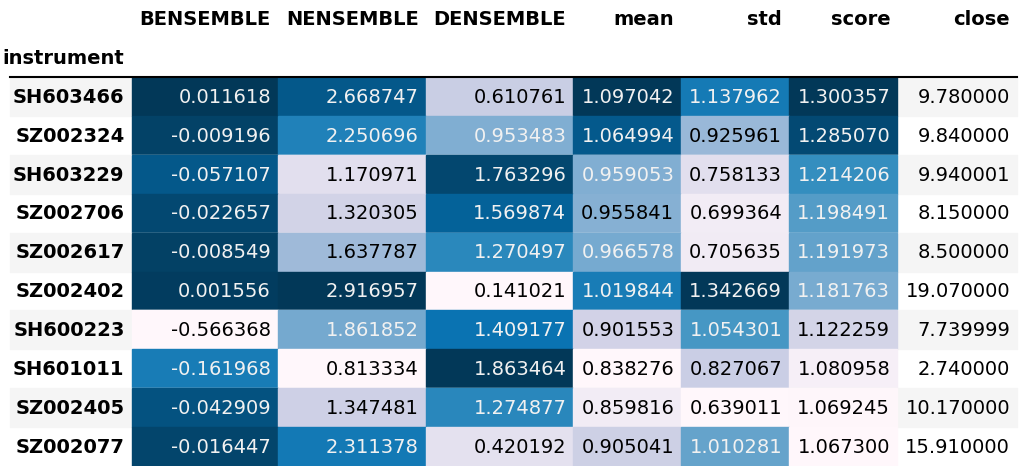 BENSEMBLE NENSEMBLE DENSEMBLE mean std score close
instrument
SH603466 0.011618 2.668747 0.610761 1.097042 1.137962 1.300357 9.780000
SZ002324 -0.009196 2.250696 0.953483 1.064994 0.925961 1.285070 9.840000
SH603229 -0.057107 1.170971 1.763296 0.959053 0.758133 1.214206 9.940001
SZ002706 -0.022657 1.320305 1.569874 0.955841 0.699364 1.198491 8.150000
SZ002617 -0.008549 1.637787 1.270497 0.966578 0.705635 1.191973 8.500000
SZ002402 0.001556 2.916957 0.141021 1.019844 1.342669 1.181763 19.070000
SH600223 -0.566368 1.861852 1.409177 0.901553 1.054301 1.122259 7.739999
SH601011 -0.161968 0.813334 1.863464 0.838276 0.827067 1.080958 2.740000
SZ002405 -0.042909 1.347481 1.274877 0.859816 0.639011 1.069245 10.170000
SZ002077 -0.016447 2.311378 0.420192 0.905041 1.010281 1.067300 15.910000